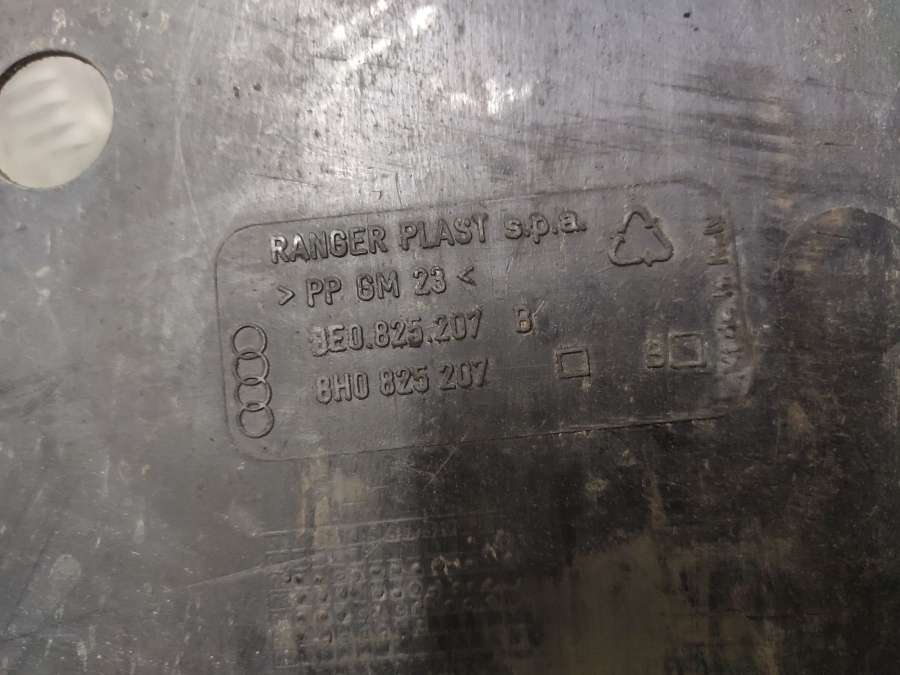 RANGER PLAST s.p.a.
> PP GM 23 <
8E0.825.207 B
8H0 825 207